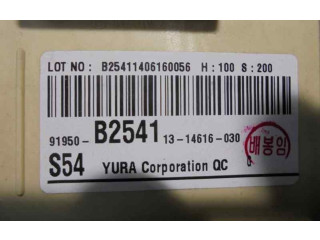 LOT NO : B25411406160056 H : 100 S : 200
91950- B2541 13-14616-030
S54 YURA Corporation QC
배봉임